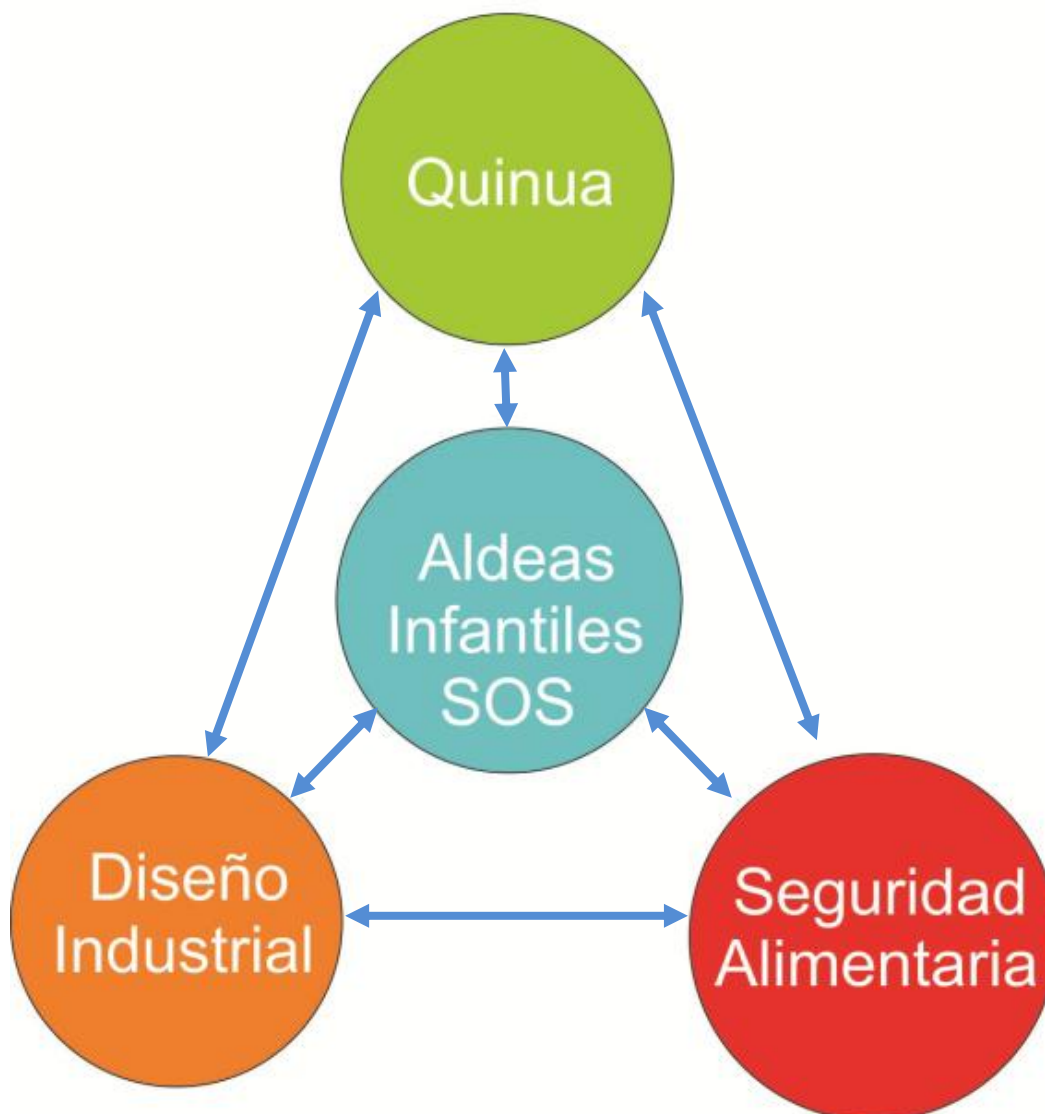 Quinua
Aldeas
Infantiles
SOS
Diseño
Industrial
Seguridad
Alimentaria